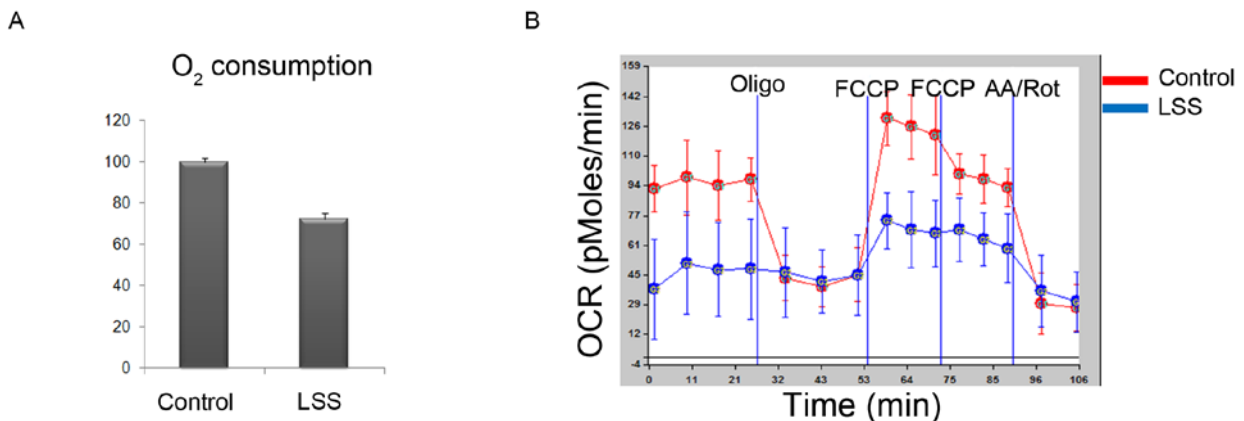 A
O2 consumption
120
100
80
60
40
20
0
Control LSS
B
OCR (pMoles/min)
159
142
126
110
94
77
61
45
29
12
-4
Oligo FCCP FCCP AA/Rot
0 11 21 32 43 53 64 75 85 96 106
Time (min)
Control
LSS